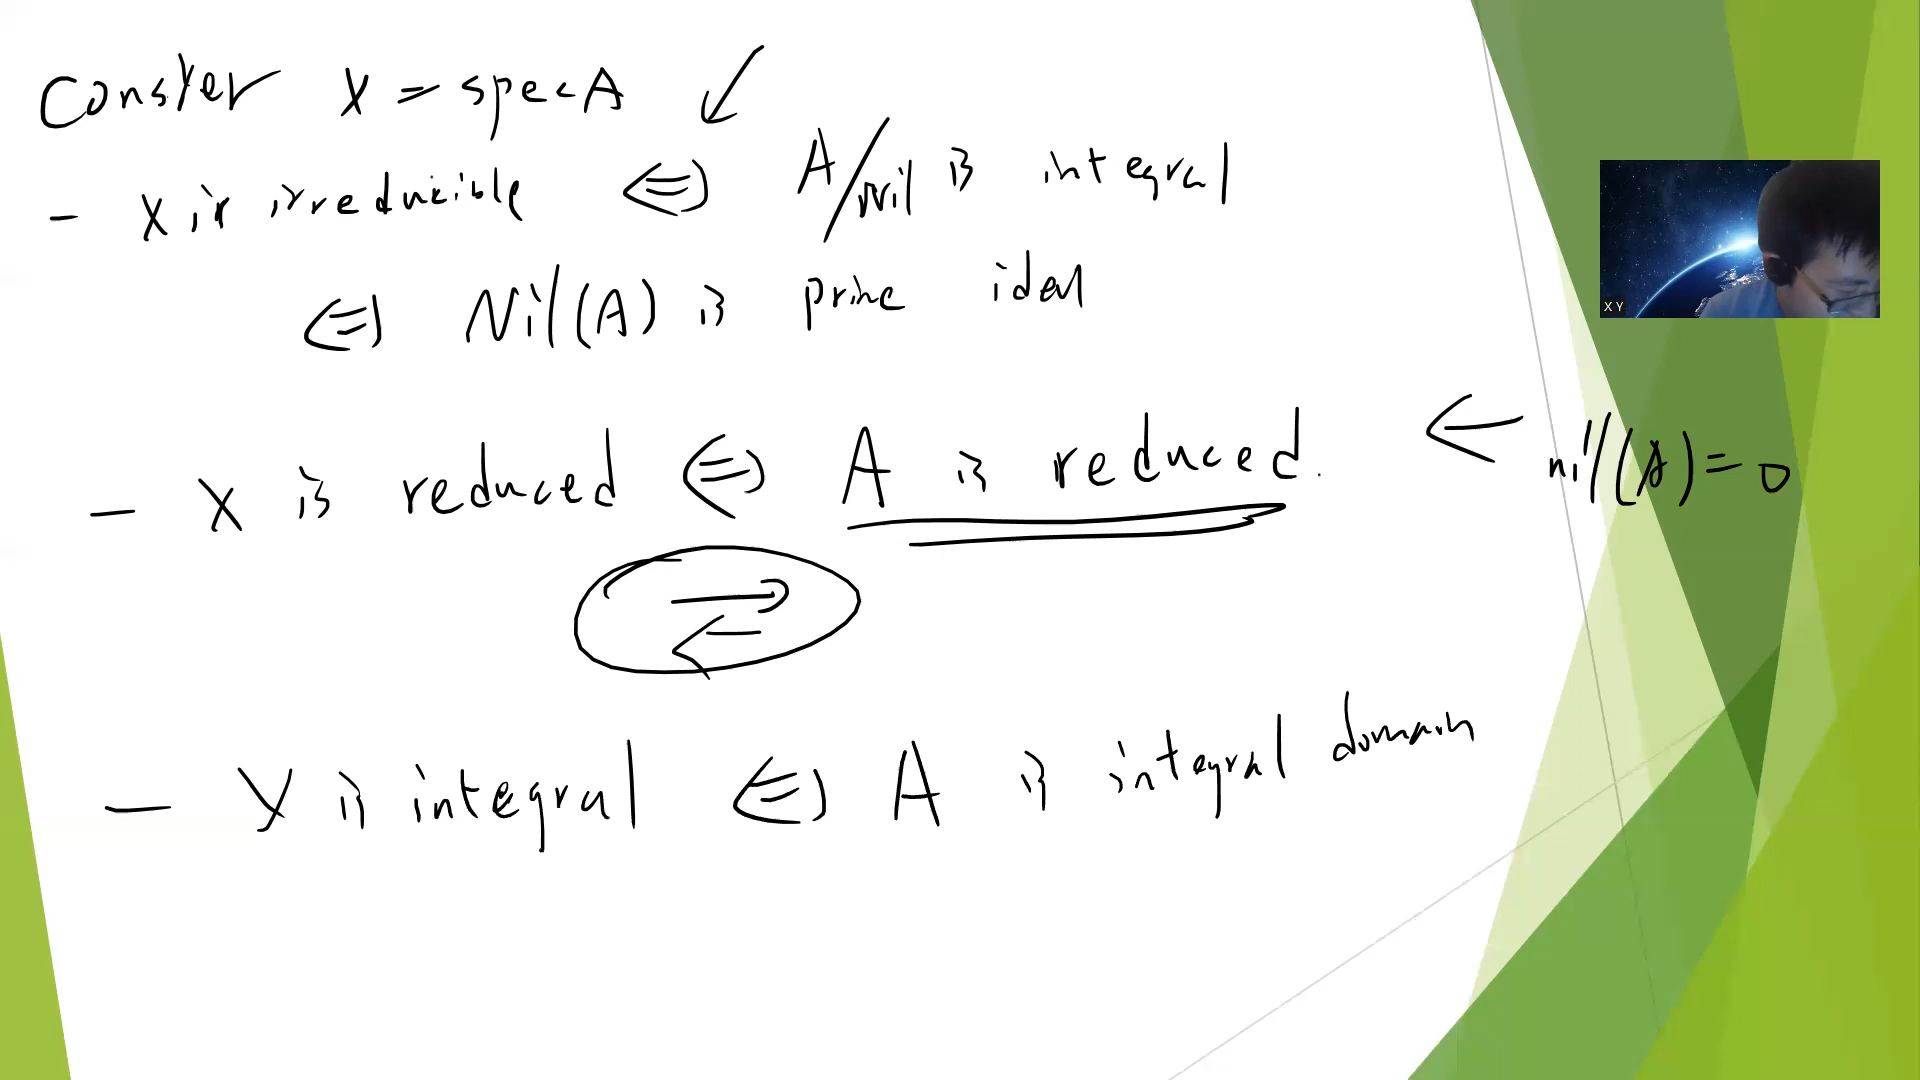 Consider X = spec A
- X is irreducible ⇔ A/Nil is integral
⇔ Nil(A) is prime ideal
- X is reduced ⇔ A is reduced. ← nil(A) = 0
⇒
⇐
- X is integral ⇔ A is integral domain
X Y